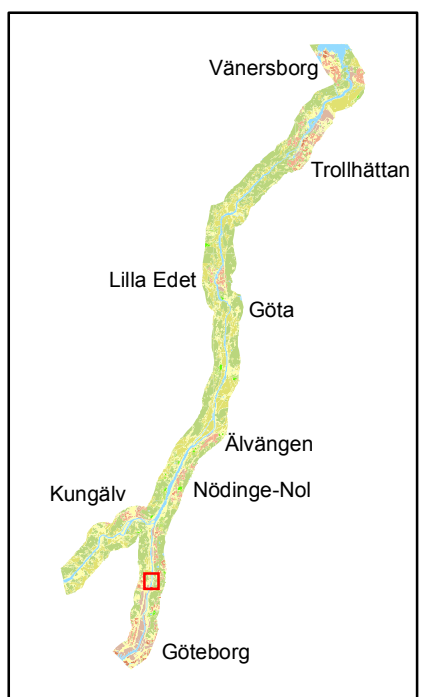 Vänersborg
Trollhättan
Lilla Edet
Göta
Älvängen
Nödinge-Nol
Kungälv
Göteborg